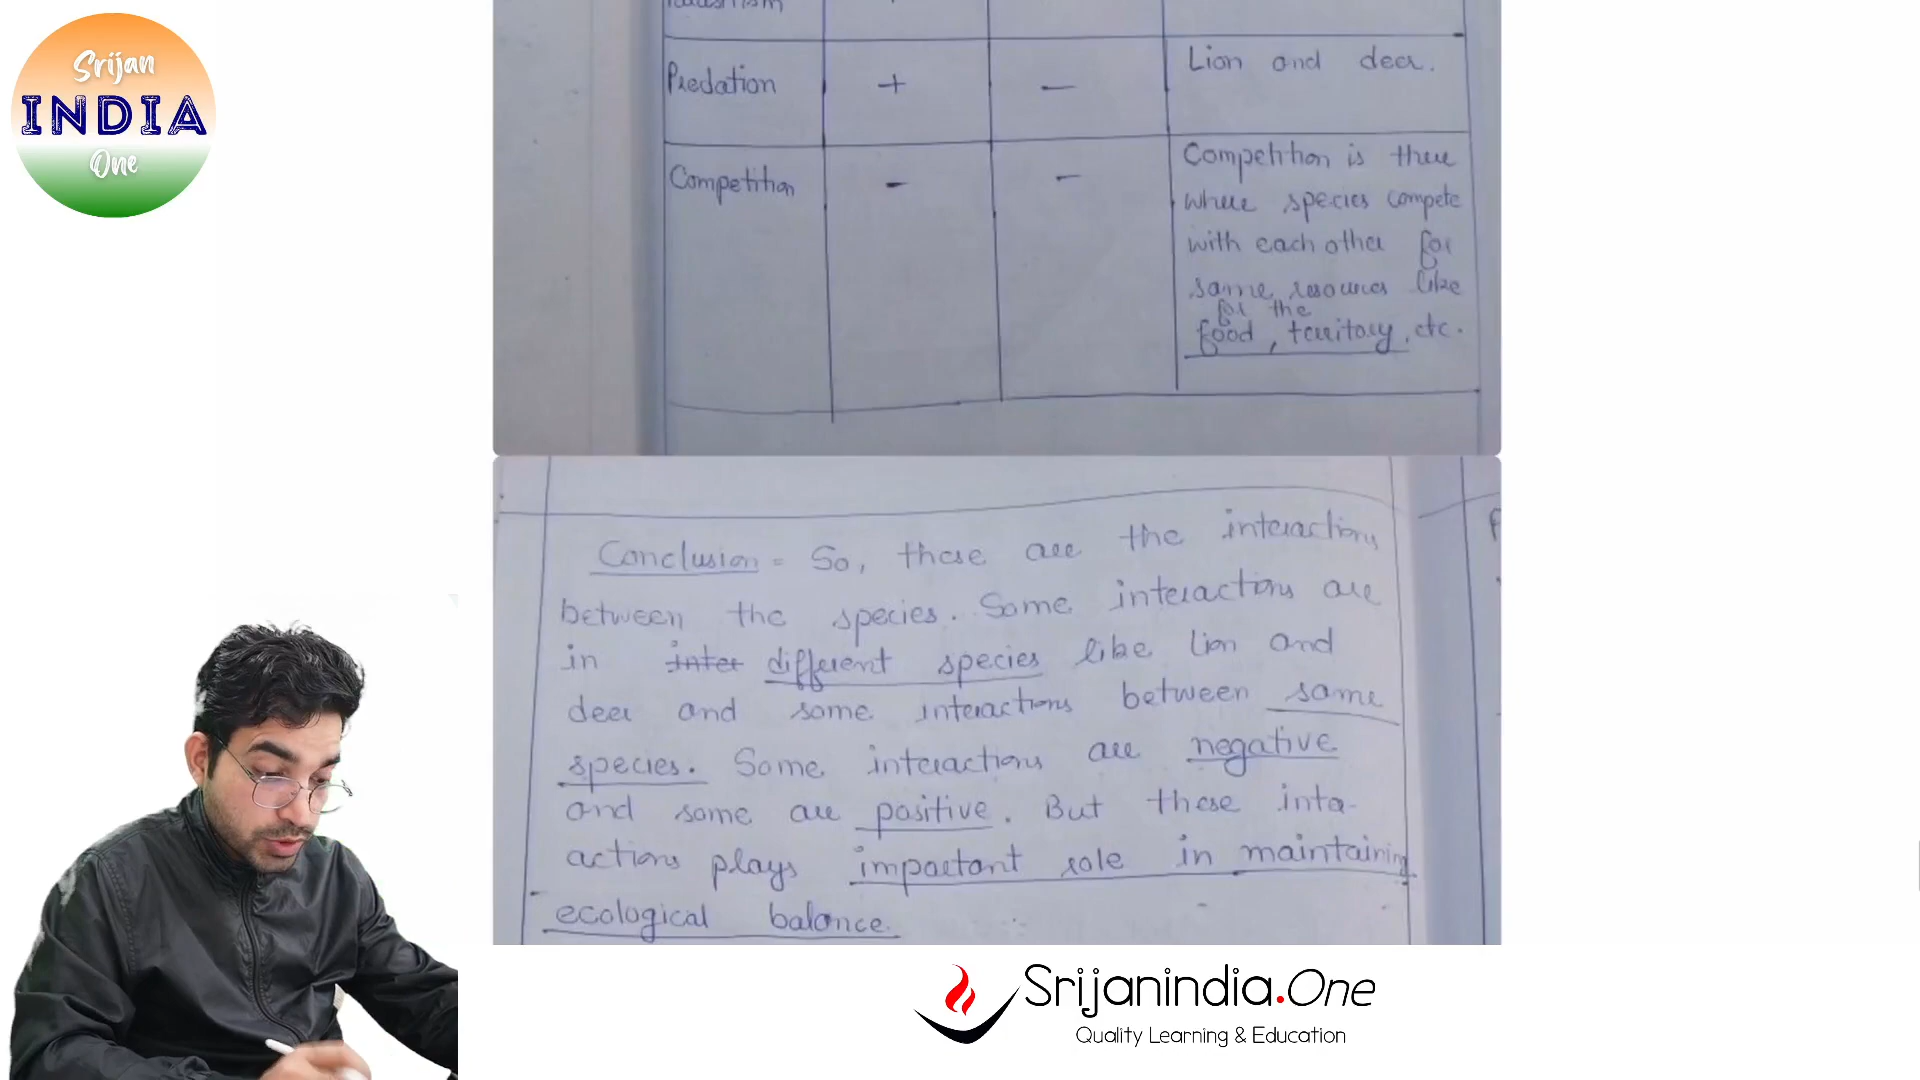 Srijan
INDIA
One
Predation + - Lion and deer.
Competition - - Competition is there
where species compete
with each other for
same resources like
for the
food, territory, etc.
Conclusion = So, these are the interactions
between the species. Some interactions are
in inter different species like lion and
deer and some interactions between same
species. Some interactions are negative
and some are positive. But these inter-
actions plays important role in maintaining
ecological balance.
Srijanindia.One
Quality Learning & Education